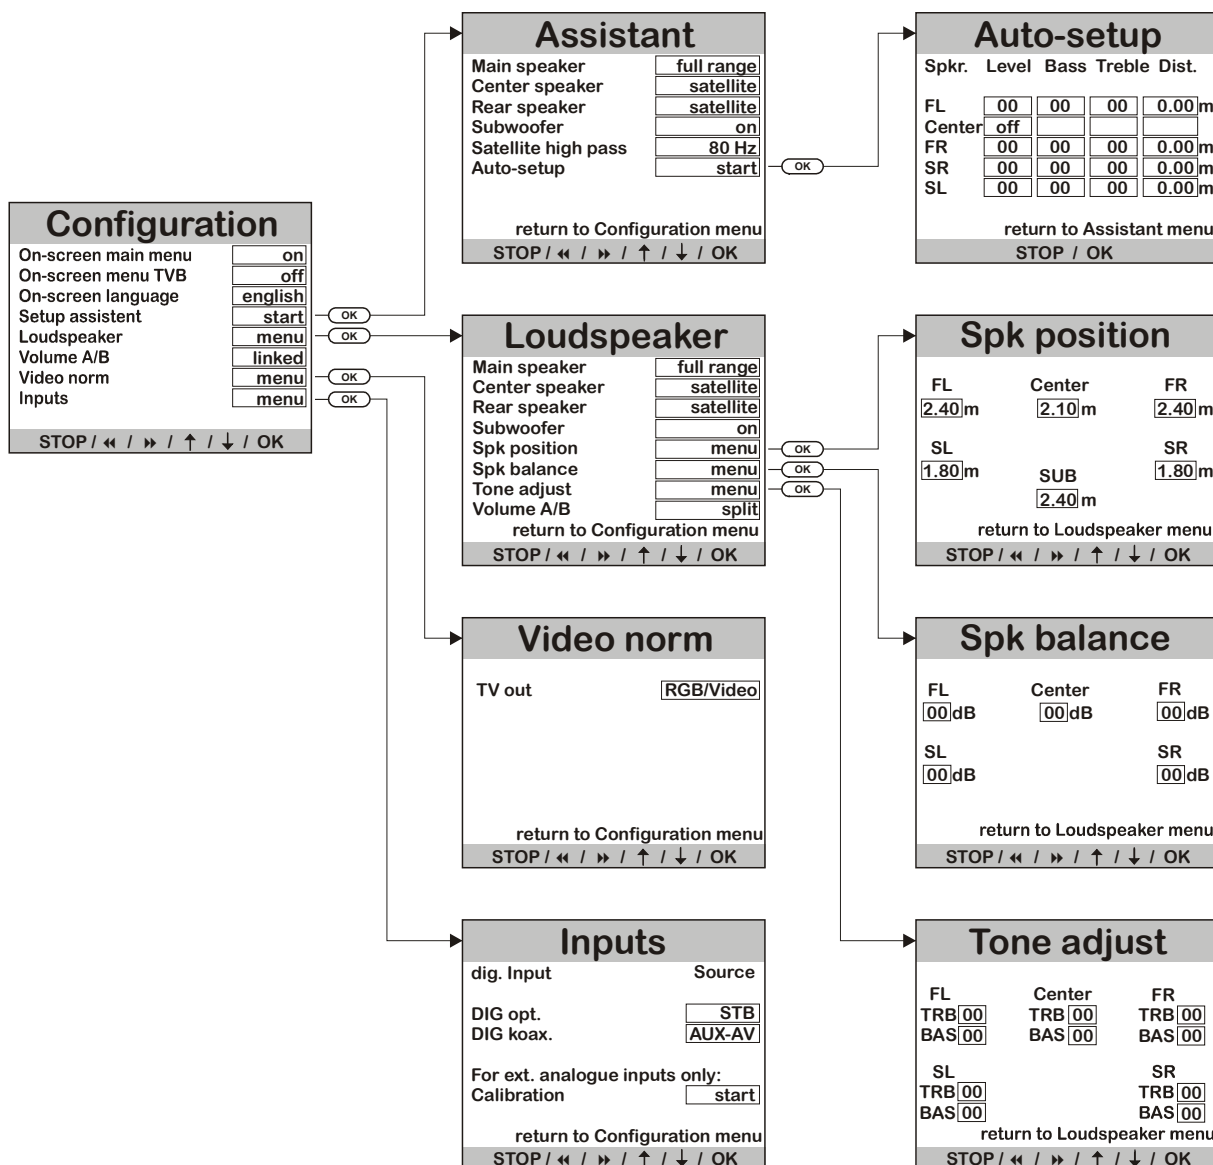 Configuration
On-screen main menu on
On-screen menu TVB off
On-screen language english
Setup assistent start OK
Loudspeaker menu OK
Volume A/B linked
Video norm menu OK
Inputs menu OK
STOP / ◄◄ / ►► / ↑ / ↓ / OK
Assistant
Main speaker full range
Center speaker satellite
Rear speaker satellite
Subwoofer on
Satellite high pass 80 Hz
Auto-setup start OK
return to Configuration menu
STOP / ◄◄ / ►► / ↑ / ↓ / OK
Auto-setup
Spkr. Level Bass Treble Dist.
FL 00 00 00 0.00 m
Center off
FR 00 00 00 0.00 m
SR 00 00 00 0.00 m
SL 00 00 00 0.00 m
return to Assistant menu
STOP / OK
Loudspeaker
Main speaker full range
Center speaker satellite
Rear speaker satellite
Subwoofer on
Spk position menu OK
Spk balance menu OK
Tone adjust menu OK
Volume A/B split
return to Configuration menu
STOP / ◄◄ / ►► / ↑ / ↓ / OK
Spk position
FL Center FR
2.40 m 2.10 m 2.40 m
SL SR
1.80 m 1.80 m
SUB
2.40 m
return to Loudspeaker menu
STOP / ◄◄ / ►► / ↑ / ↓ / OK
Video norm
TV out RGB/Video
return to Configuration menu
STOP / ◄◄ / ►► / ↑ / ↓ / OK
Spk balance
FL Center FR
00 dB 00 dB 00 dB
SL SR
00 dB 00 dB
return to Loudspeaker menu
STOP / ◄◄ / ►► / ↑ / ↓ / OK
Inputs
dig. Input Source
DIG opt. STB
DIG koax. AUX-AV
For ext. analogue inputs only:
Calibration start
return to Configuration menu
STOP / ◄◄ / ►► / ↑ / ↓ / OK
Tone adjust
FL Center FR
TRB 00 TRB 00 TRB 00
BAS 00 BAS 00 BAS 00
SL SR
TRB 00 TRB 00
BAS 00 BAS 00
return to Loudspeaker menu
STOP / ◄◄ / ►► / ↑ / ↓ / OK